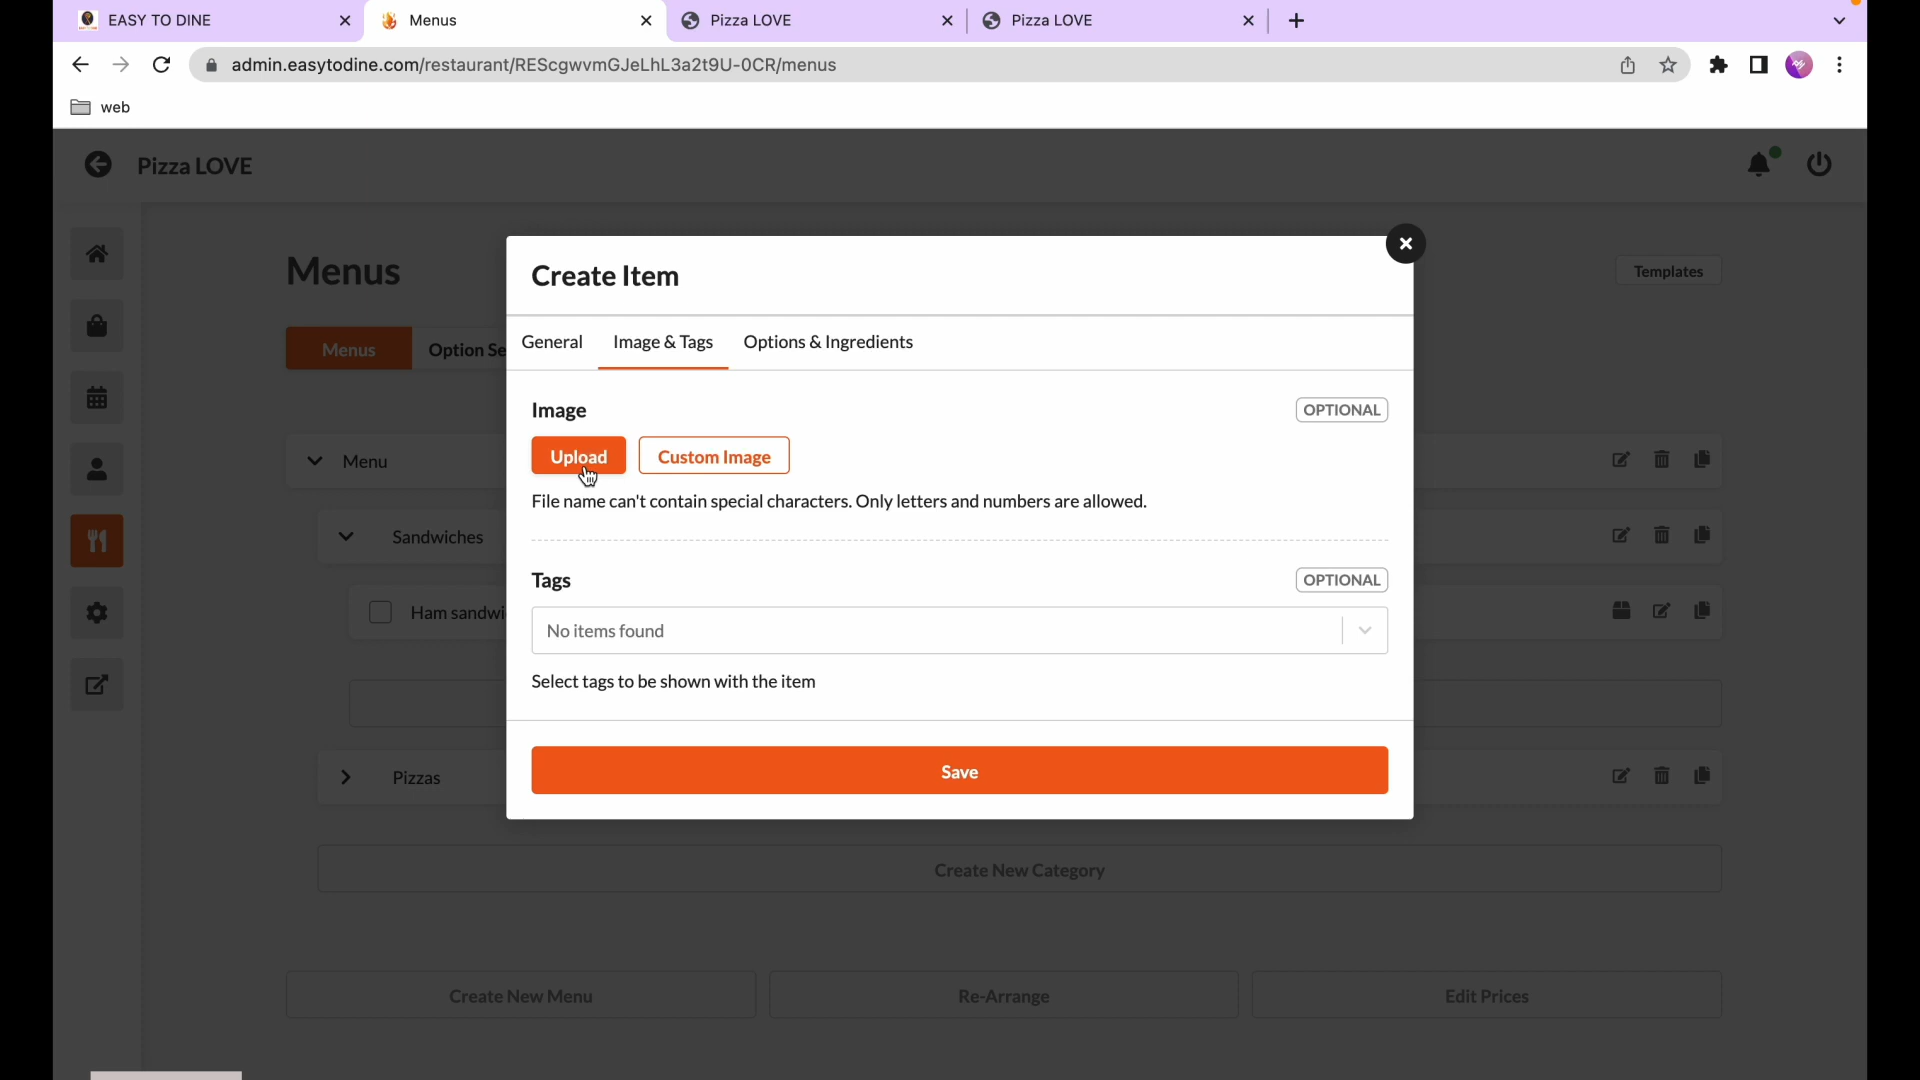 EASY TO DINE
Menus
Pizza LOVE
Pizza LOVE
admin.easytodine.com/restaurant/REScgwvmGJeLhL3a2t9U-0CR/menus
web
Pizza LOVE
Menus
Templates
Menus
Option Se
Menu
Sandwiches
Ham sandwi
Pizzas
Create New Category
Create New Menu
Re-Arrange
Edit Prices
Create Item
General
Image & Tags
Options & Ingredients
Image
OPTIONAL
Upload
Custom Image
File name can't contain special characters. Only letters and numbers are allowed.
Tags
OPTIONAL
No items found
Select tags to be shown with the item
Save